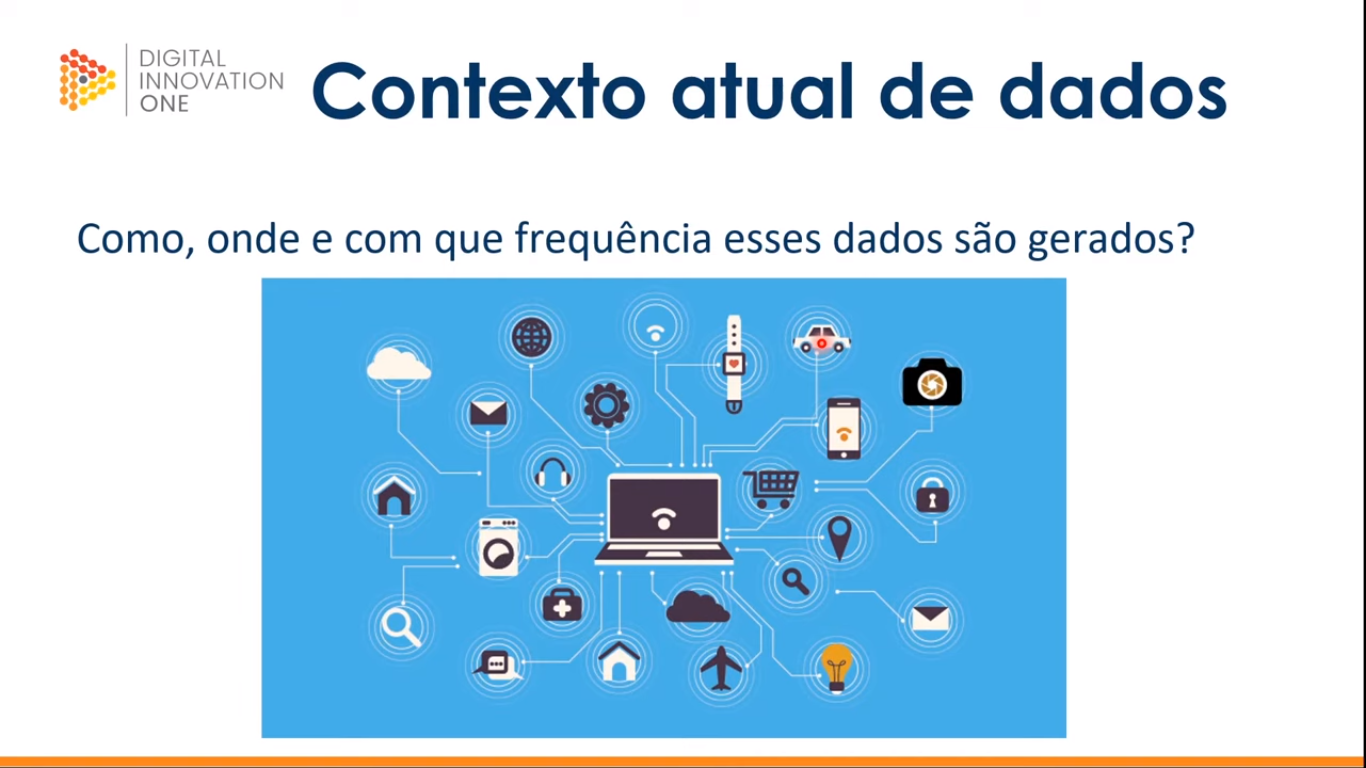 DIGITAL
INNOVATION
ONE
Contexto atual de dados
Como, onde e com que frequência esses dados são gerados?